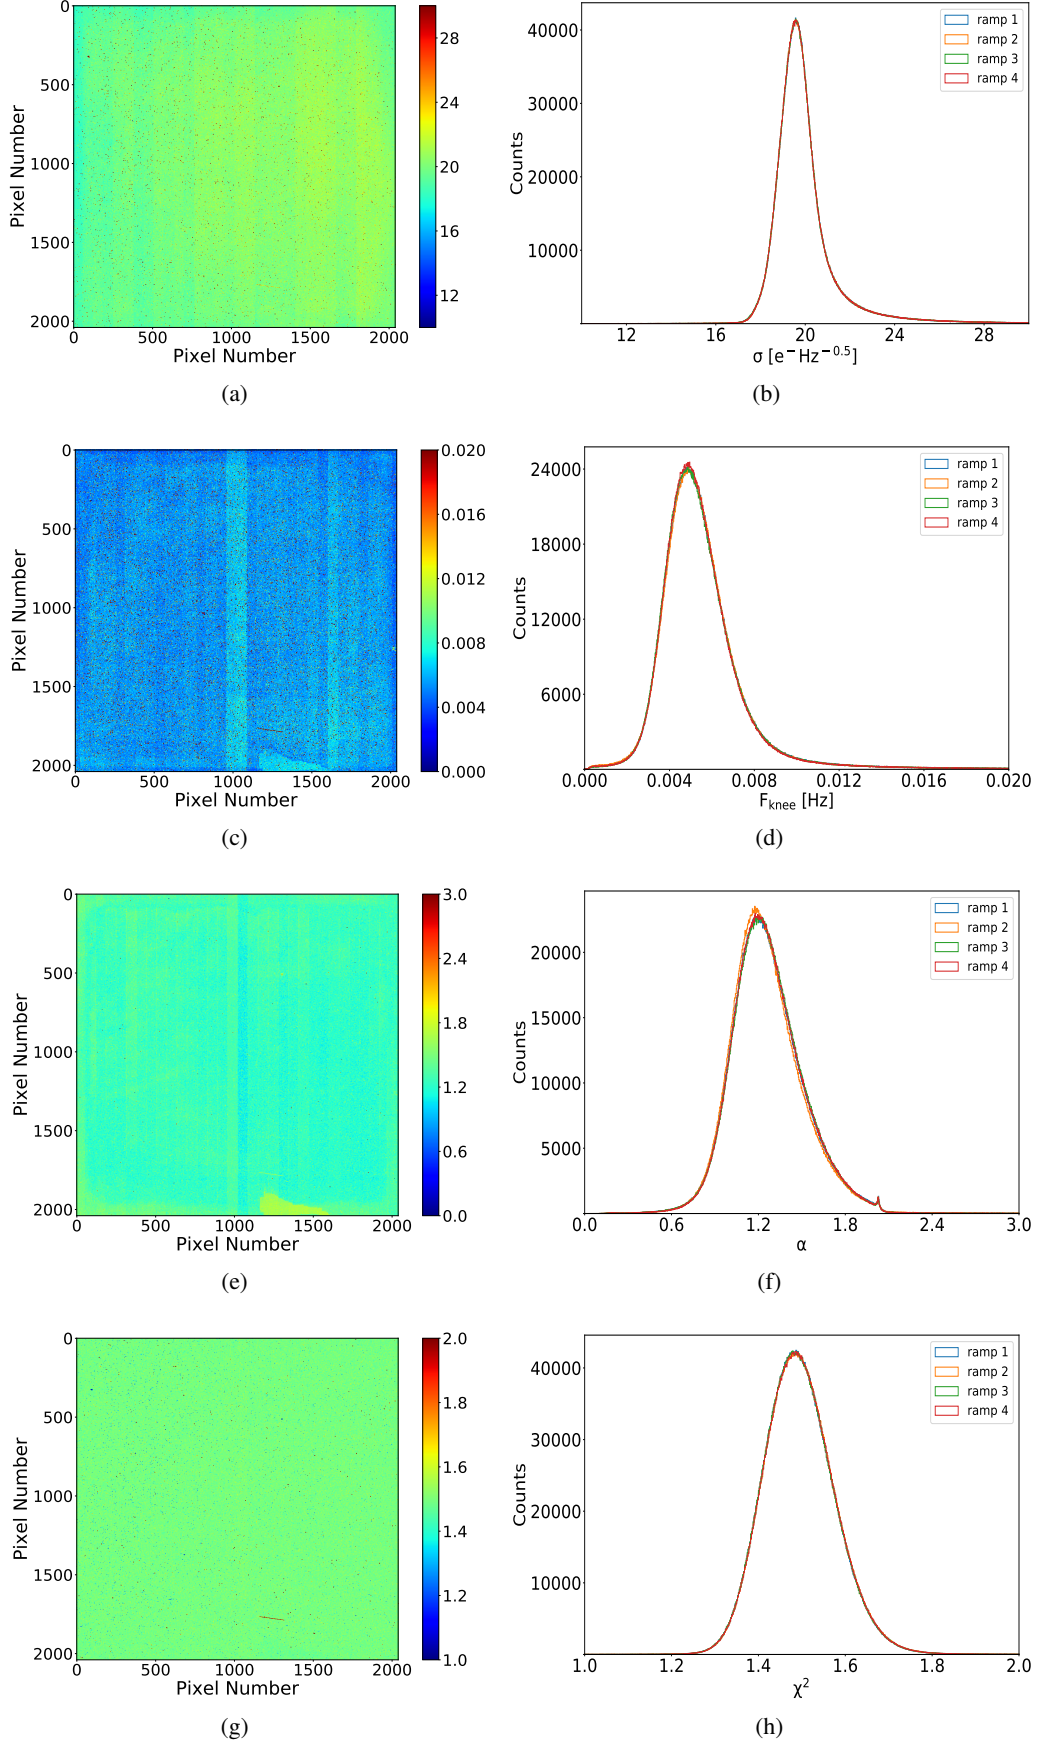 0
500
1000
1500
2000
0 500 1000 1500 2000
Pixel Number
Pixel Number
28
24
20
16
12
(a)
40000
30000
20000
10000
Counts
12 16 20 24 28
σ [e⁻Hz⁻⁰·⁵]
ramp 1
ramp 2
ramp 3
ramp 4
(b)
0
500
1000
1500
2000
0 500 1000 1500 2000
Pixel Number
Pixel Number
0.020
0.016
0.012
0.008
0.004
0.000
(c)
24000
18000
12000
6000
Counts
0.000 0.004 0.008 0.012 0.016 0.020
F_knee [Hz]
ramp 1
ramp 2
ramp 3
ramp 4
(d)
0
500
1000
1500
2000
0 500 1000 1500 2000
Pixel Number
Pixel Number
3.0
2.4
1.8
1.2
0.6
0.0
(e)
20000
15000
10000
5000
Counts
0.0 0.6 1.2 1.8 2.4 3.0
α
ramp 1
ramp 2
ramp 3
ramp 4
(f)
0
500
1000
1500
2000
0 500 1000 1500 2000
Pixel Number
Pixel Number
2.0
1.8
1.6
1.4
1.2
1.0
(g)
40000
30000
20000
10000
Counts
1.0 1.2 1.4 1.6 1.8 2.0
χ²
ramp 1
ramp 2
ramp 3
ramp 4
(h)